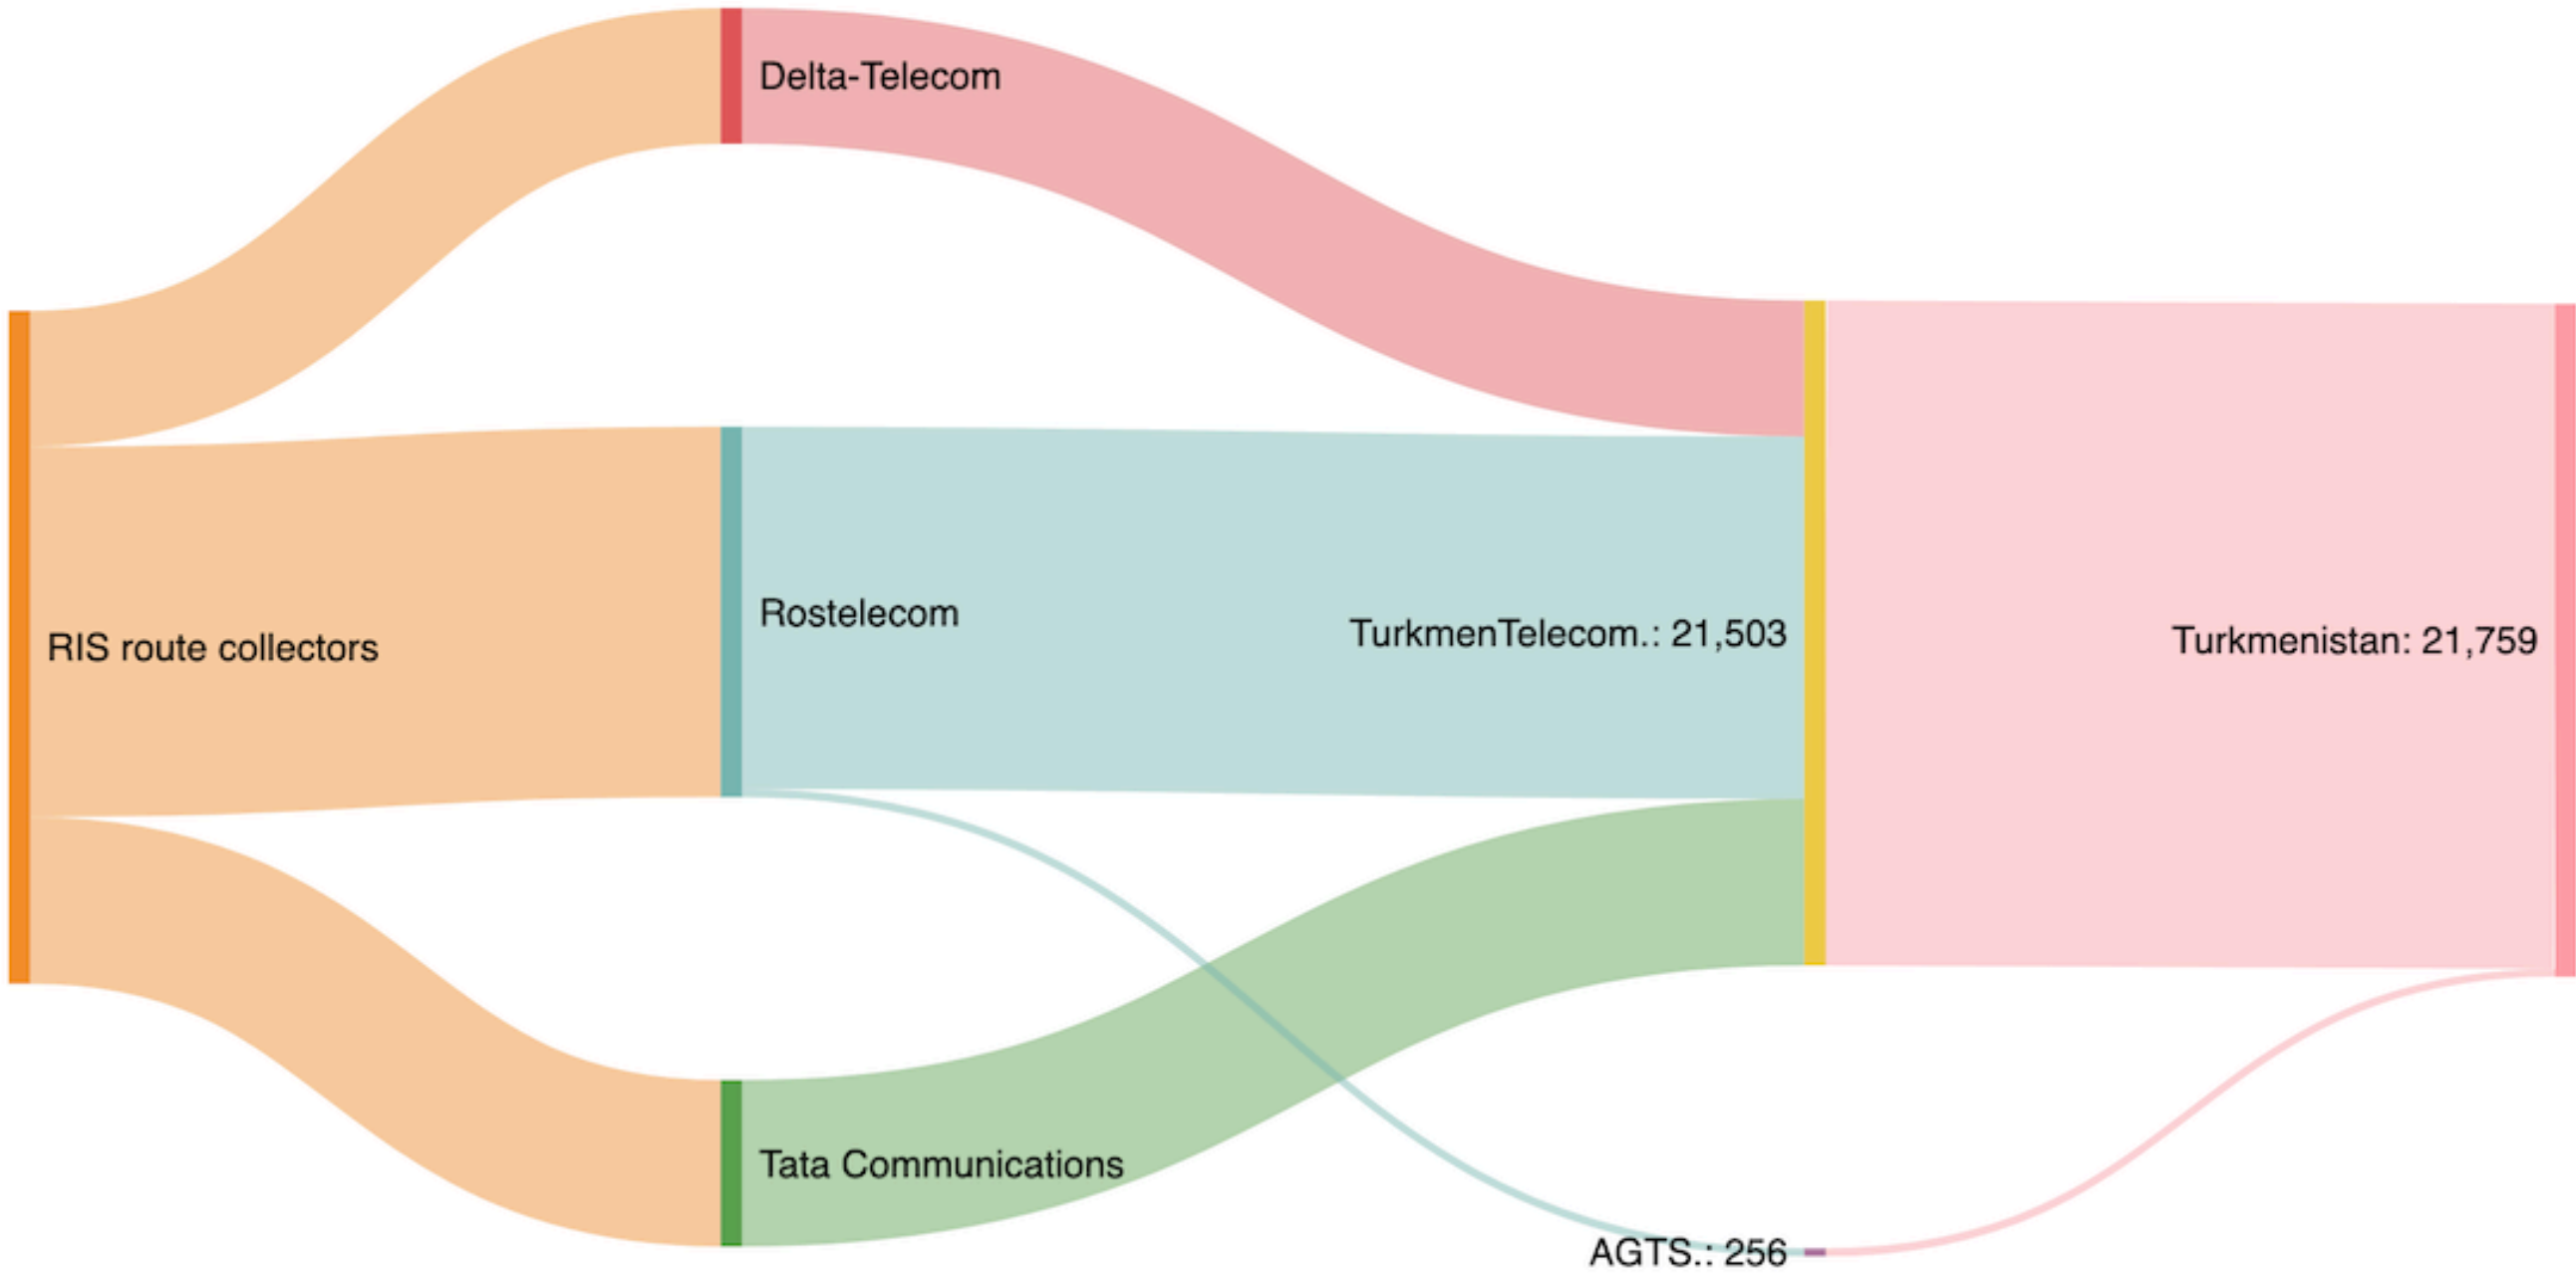 Delta-Telecom
RIS route collectors
Rostelecom
TurkmenTelecom.: 21,503
Turkmenistan: 21,759
Tata Communications
AGTS.: 256